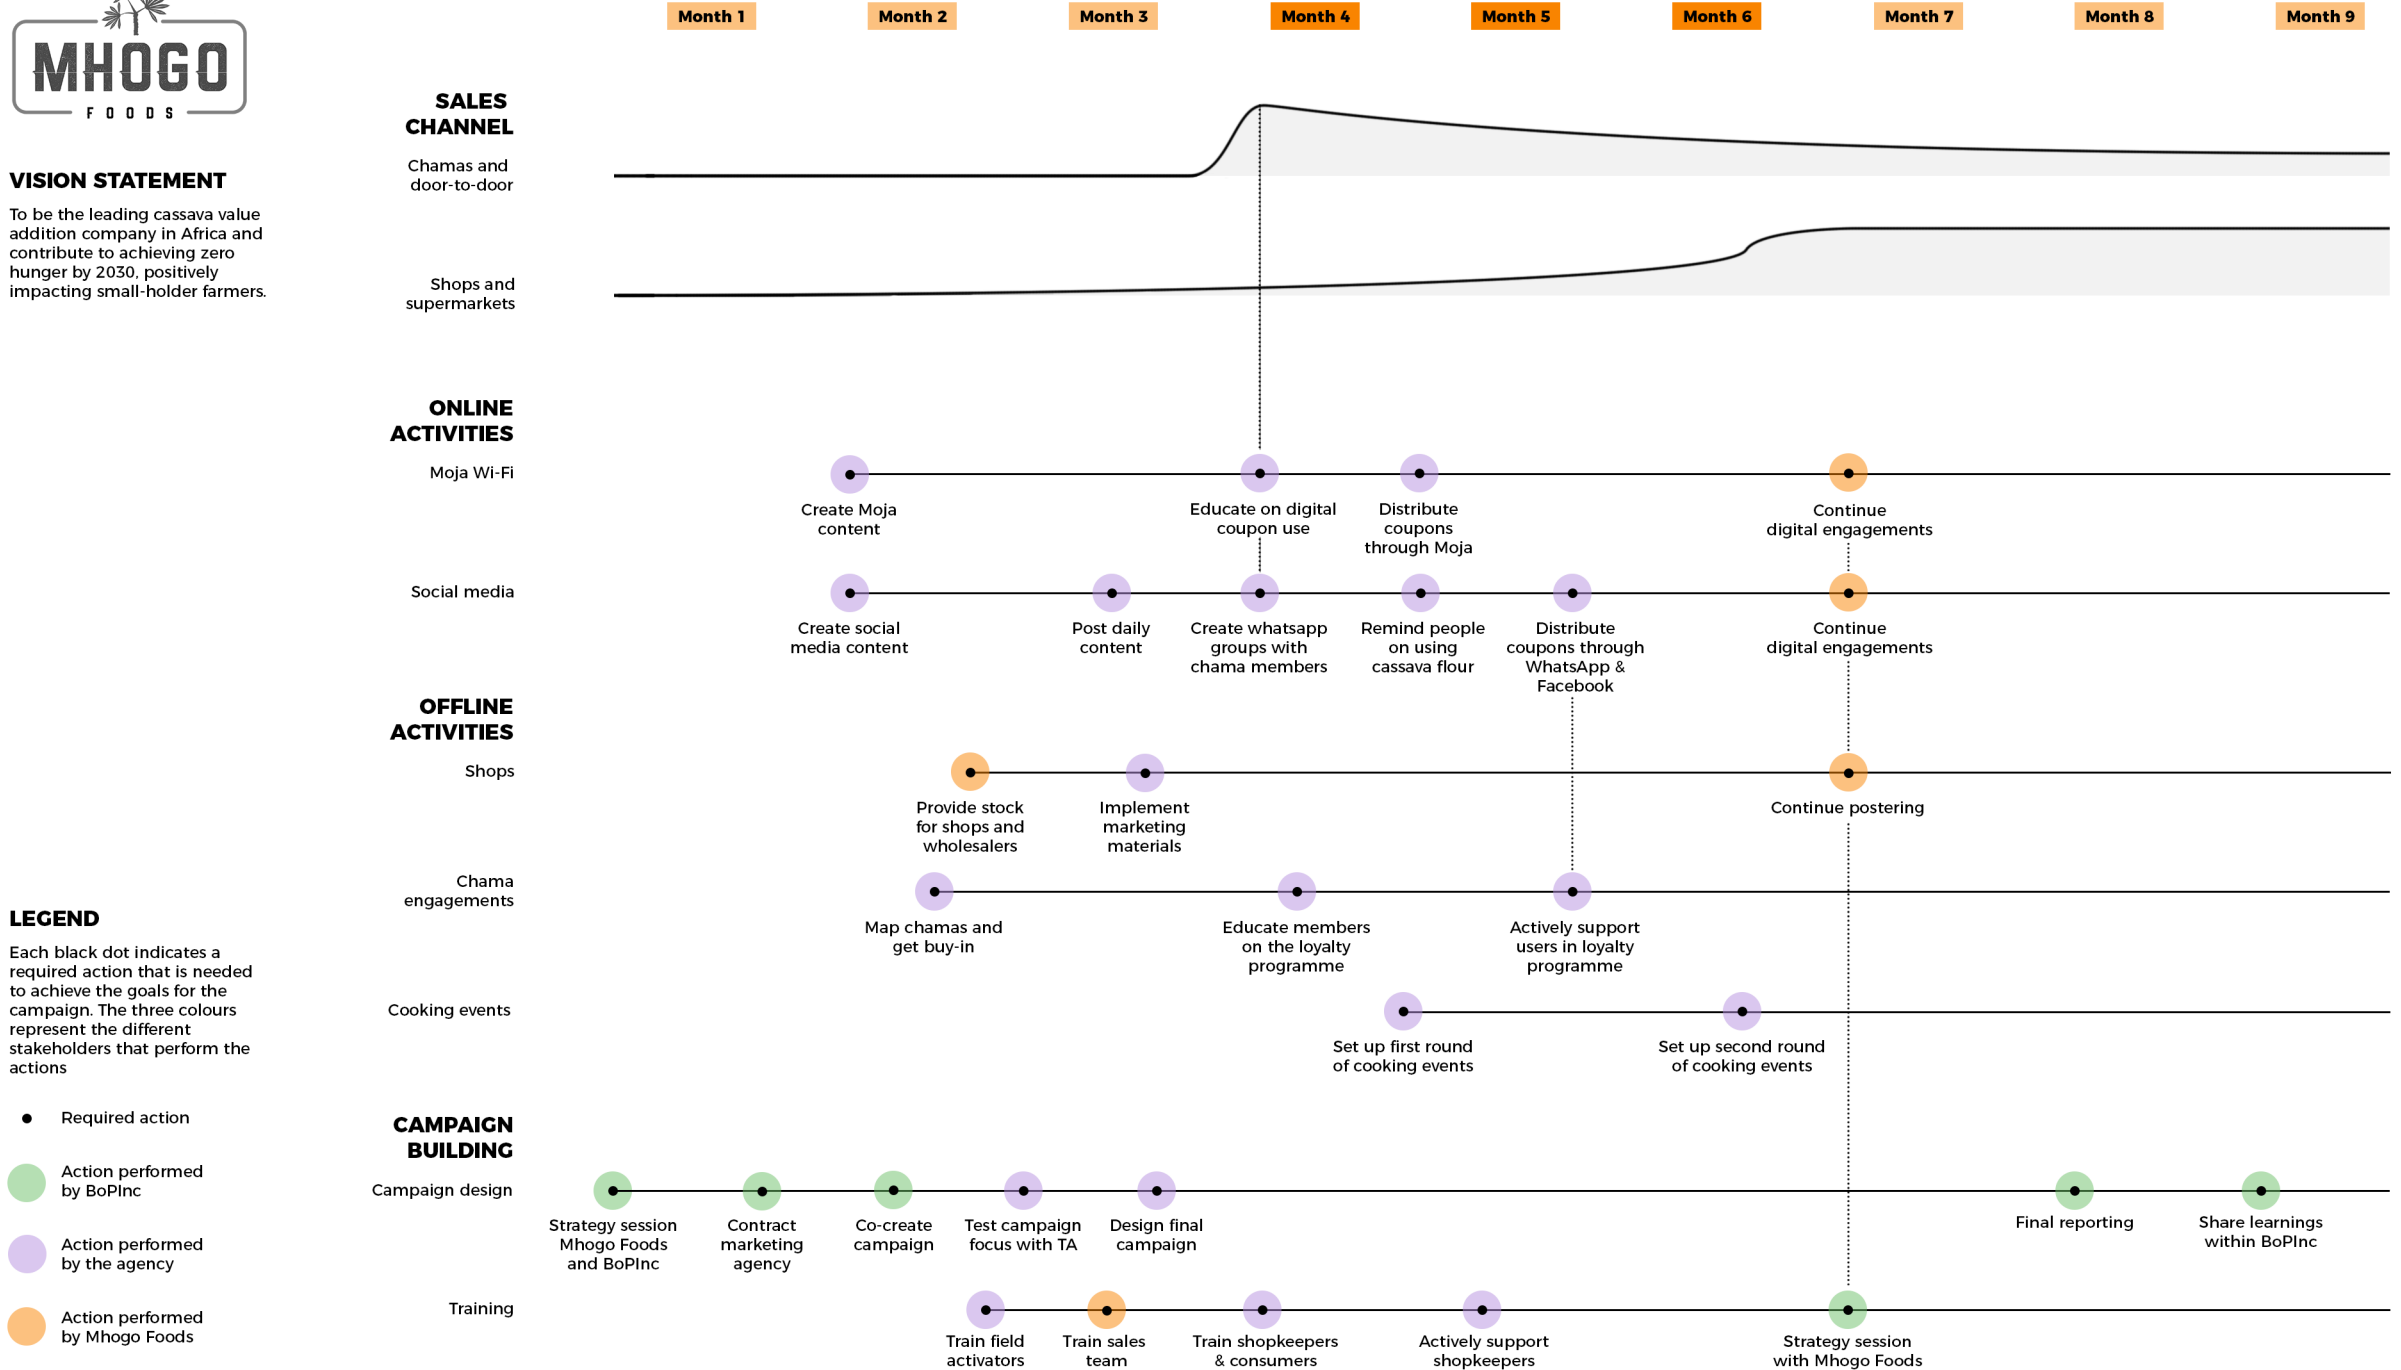 MHOGO
FOODS
VISION STATEMENT
To be the leading cassava value
addition company in Africa and
contribute to achieving zero
hunger by 2030, positively
impacting small-holder farmers.
LEGEND
Each black dot indicates a
required action that is needed
to achieve the goals for the
campaign. The three colours
represent the different
stakeholders that perform the
actions
Required action
Action performed
by BoPInc
Action performed
by the agency
Action performed
by Mhogo Foods
Month 1
Month 2
Month 3
Month 4
Month 5
Month 6
Month 7
Month 8
Month 9
SALES
CHANNEL
Chamas and
door-to-door
Shops and
supermarkets
ONLINE
ACTIVITIES
Moja Wi-Fi
Create Moja
content
Educate on digital
coupon use
Distribute
coupons
through Moja
Continue
digital engagements
Social media
Create social
media content
Post daily
content
Create whatsapp
groups with
chama members
Remind people
on using
cassava flour
Distribute
coupons through
WhatsApp &
Facebook
Continue
digital engagements
OFFLINE
ACTIVITIES
Shops
Provide stock
for shops and
wholesalers
Implement
marketing
materials
Continue postering
Chama
engagements
Map chamas and
get buy-in
Educate members
on the loyalty
programme
Actively support
users in loyalty
programme
Cooking events
Set up first round
of cooking events
Set up second round
of cooking events
CAMPAIGN
BUILDING
Campaign design
Strategy session
Mhogo Foods
and BoPInc
Contract
marketing
agency
Co-create
campaign
Test campaign
focus with TA
Design final
campaign
Final reporting
Share learnings
within BoPInc
Training
Train field
activators
Train sales
team
Train shopkeepers
& consumers
Actively support
shopkeepers
Strategy session
with Mhogo Foods